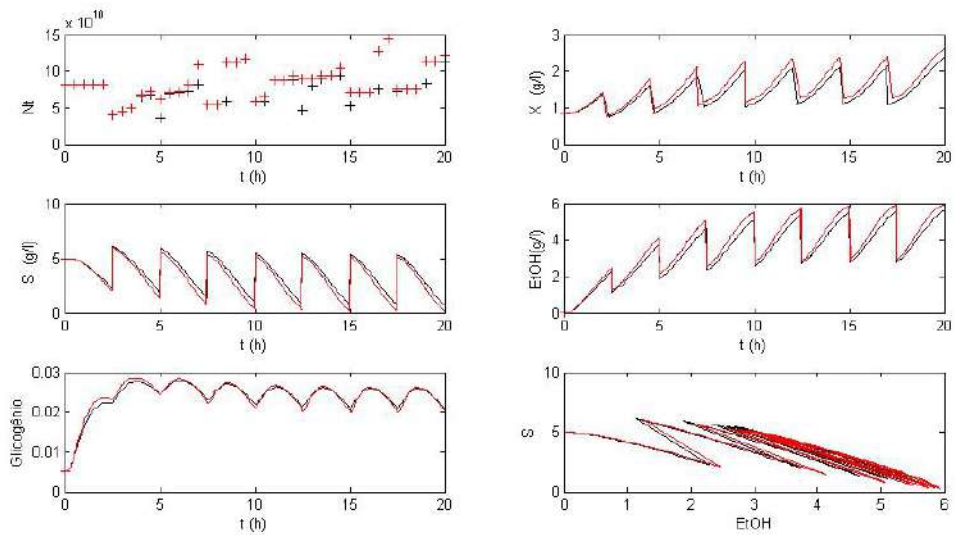 x 10^10
15
10
5
0
Nt
0 5 10 15 20
t (h)
3
2
1
0
X (g/l)
0 5 10 15 20
t (h)
10
5
0
S (g/l)
0 5 10 15 20
t (h)
6
4
2
0
EtOH(g/l)
0 5 10 15 20
t (h)
0.03
0.02
0.01
0
Glicogênio
0 5 10 15 20
t (h)
10
5
0
S
0 1 2 3 4 5 6
EtOH